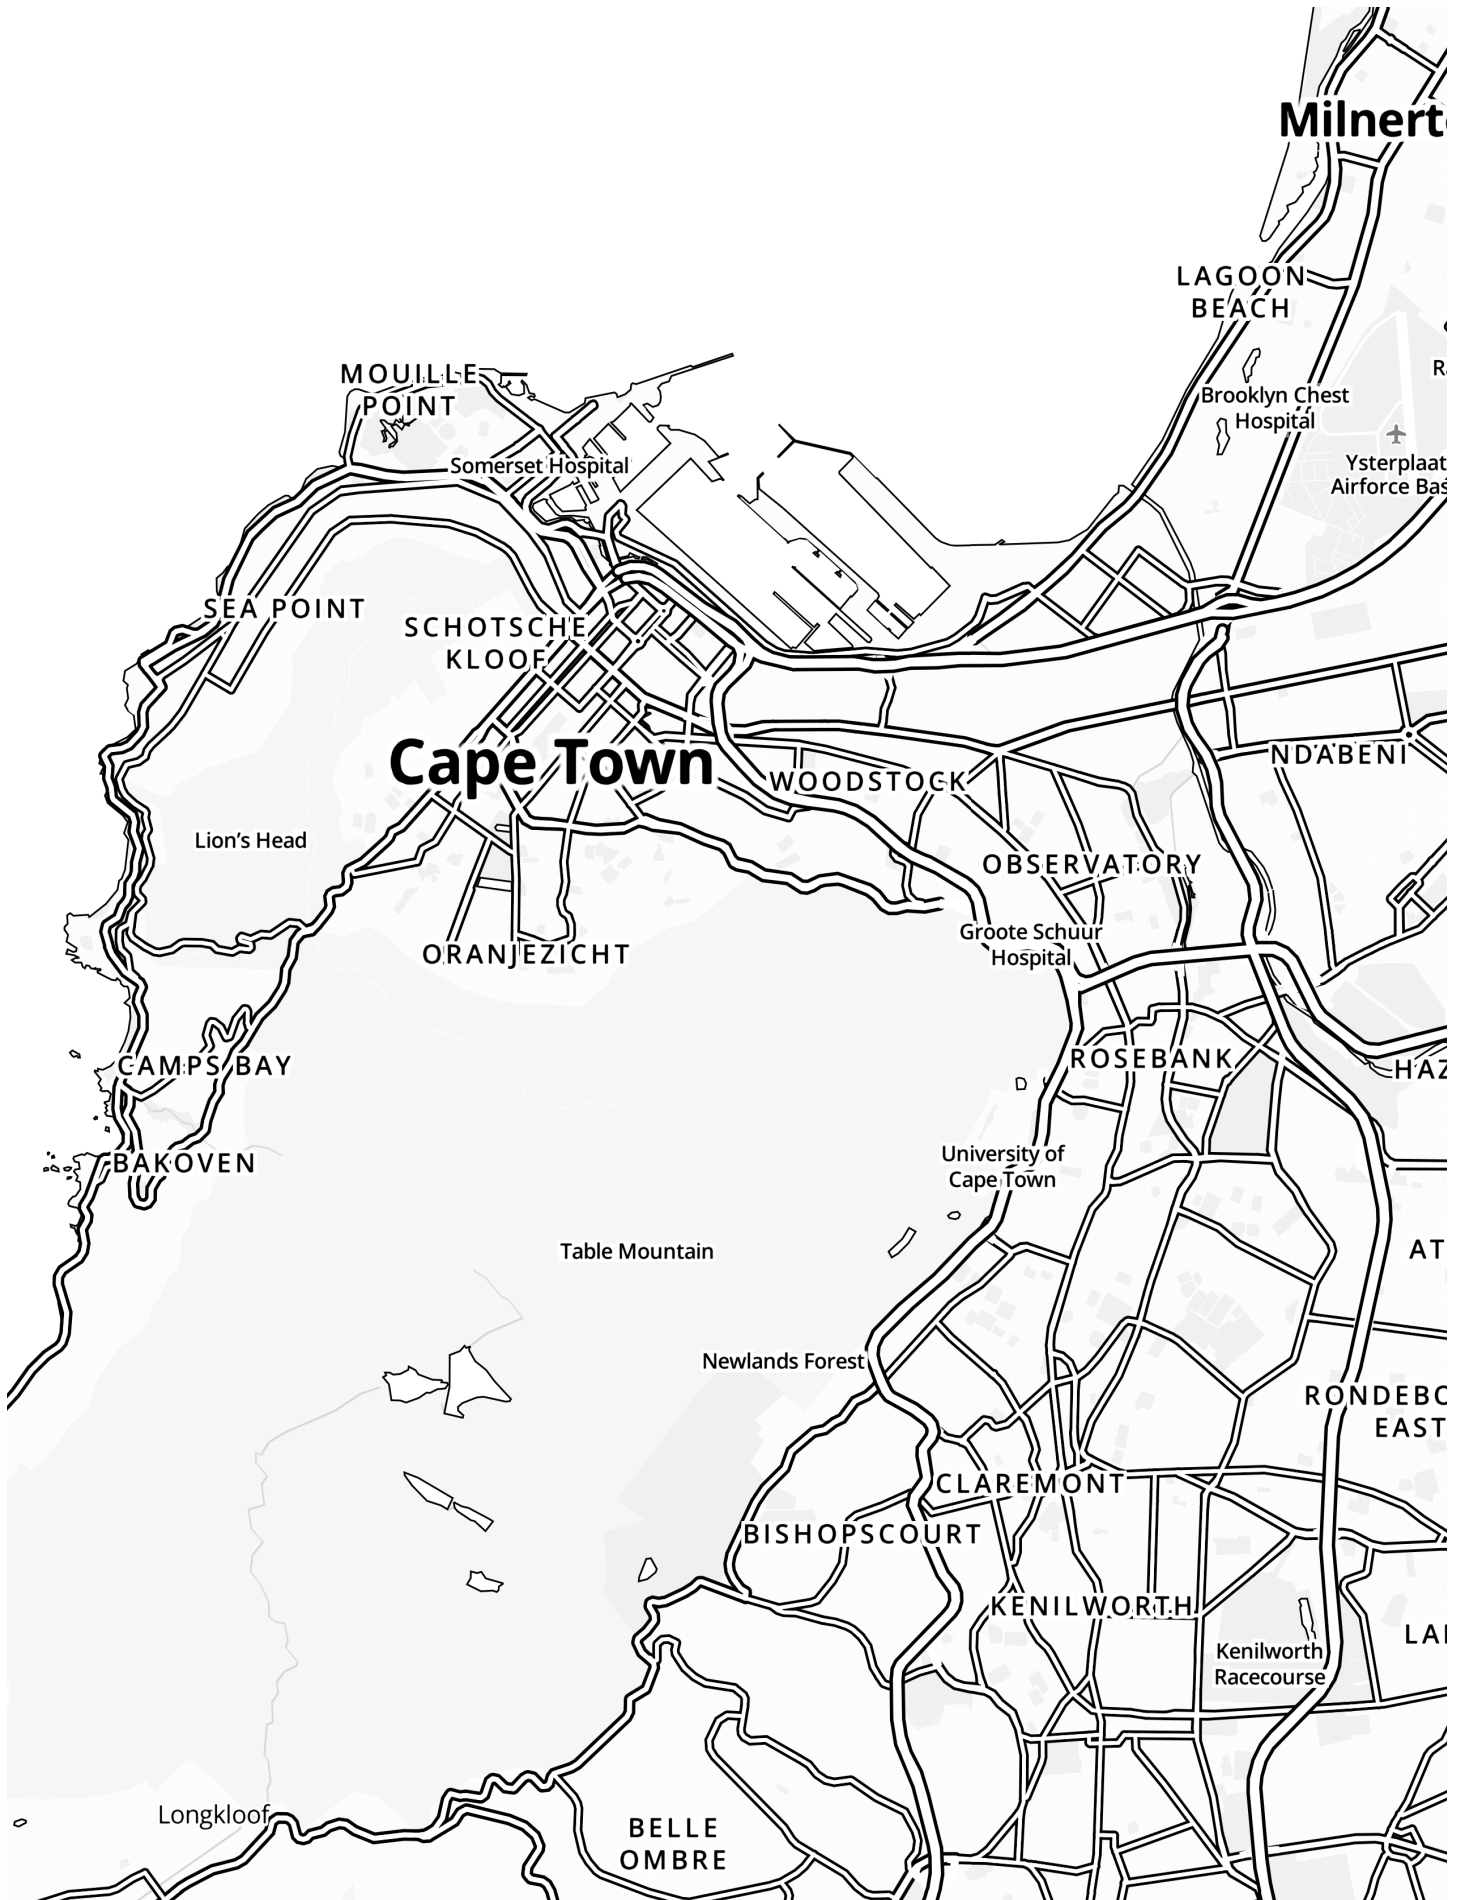 Milnert
LAGOON
BEACH
MOUILLE
POINT
Brooklyn Chest
Hospital
Somerset Hospital
Ysterplaat
Airforce Bas
SEA POINT
SCHOTSCHE
KLOOF
Cape Town
WOODSTOCK
NDABENI
Lion's Head
OBSERVATORY
ORANJEZICHT
Groote Schuur
Hospital
CAMPS BAY
ROSEBANK
HAZ
BAKOVEN
University of
Cape Town
Table Mountain
AT
Newlands Forest
RONDEBO
EAST
CLAREMONT
BISHOPSCOURT
KENILWORTH
LA
Kenilworth
Racecourse
Longkloof
BELLE
OMBRE